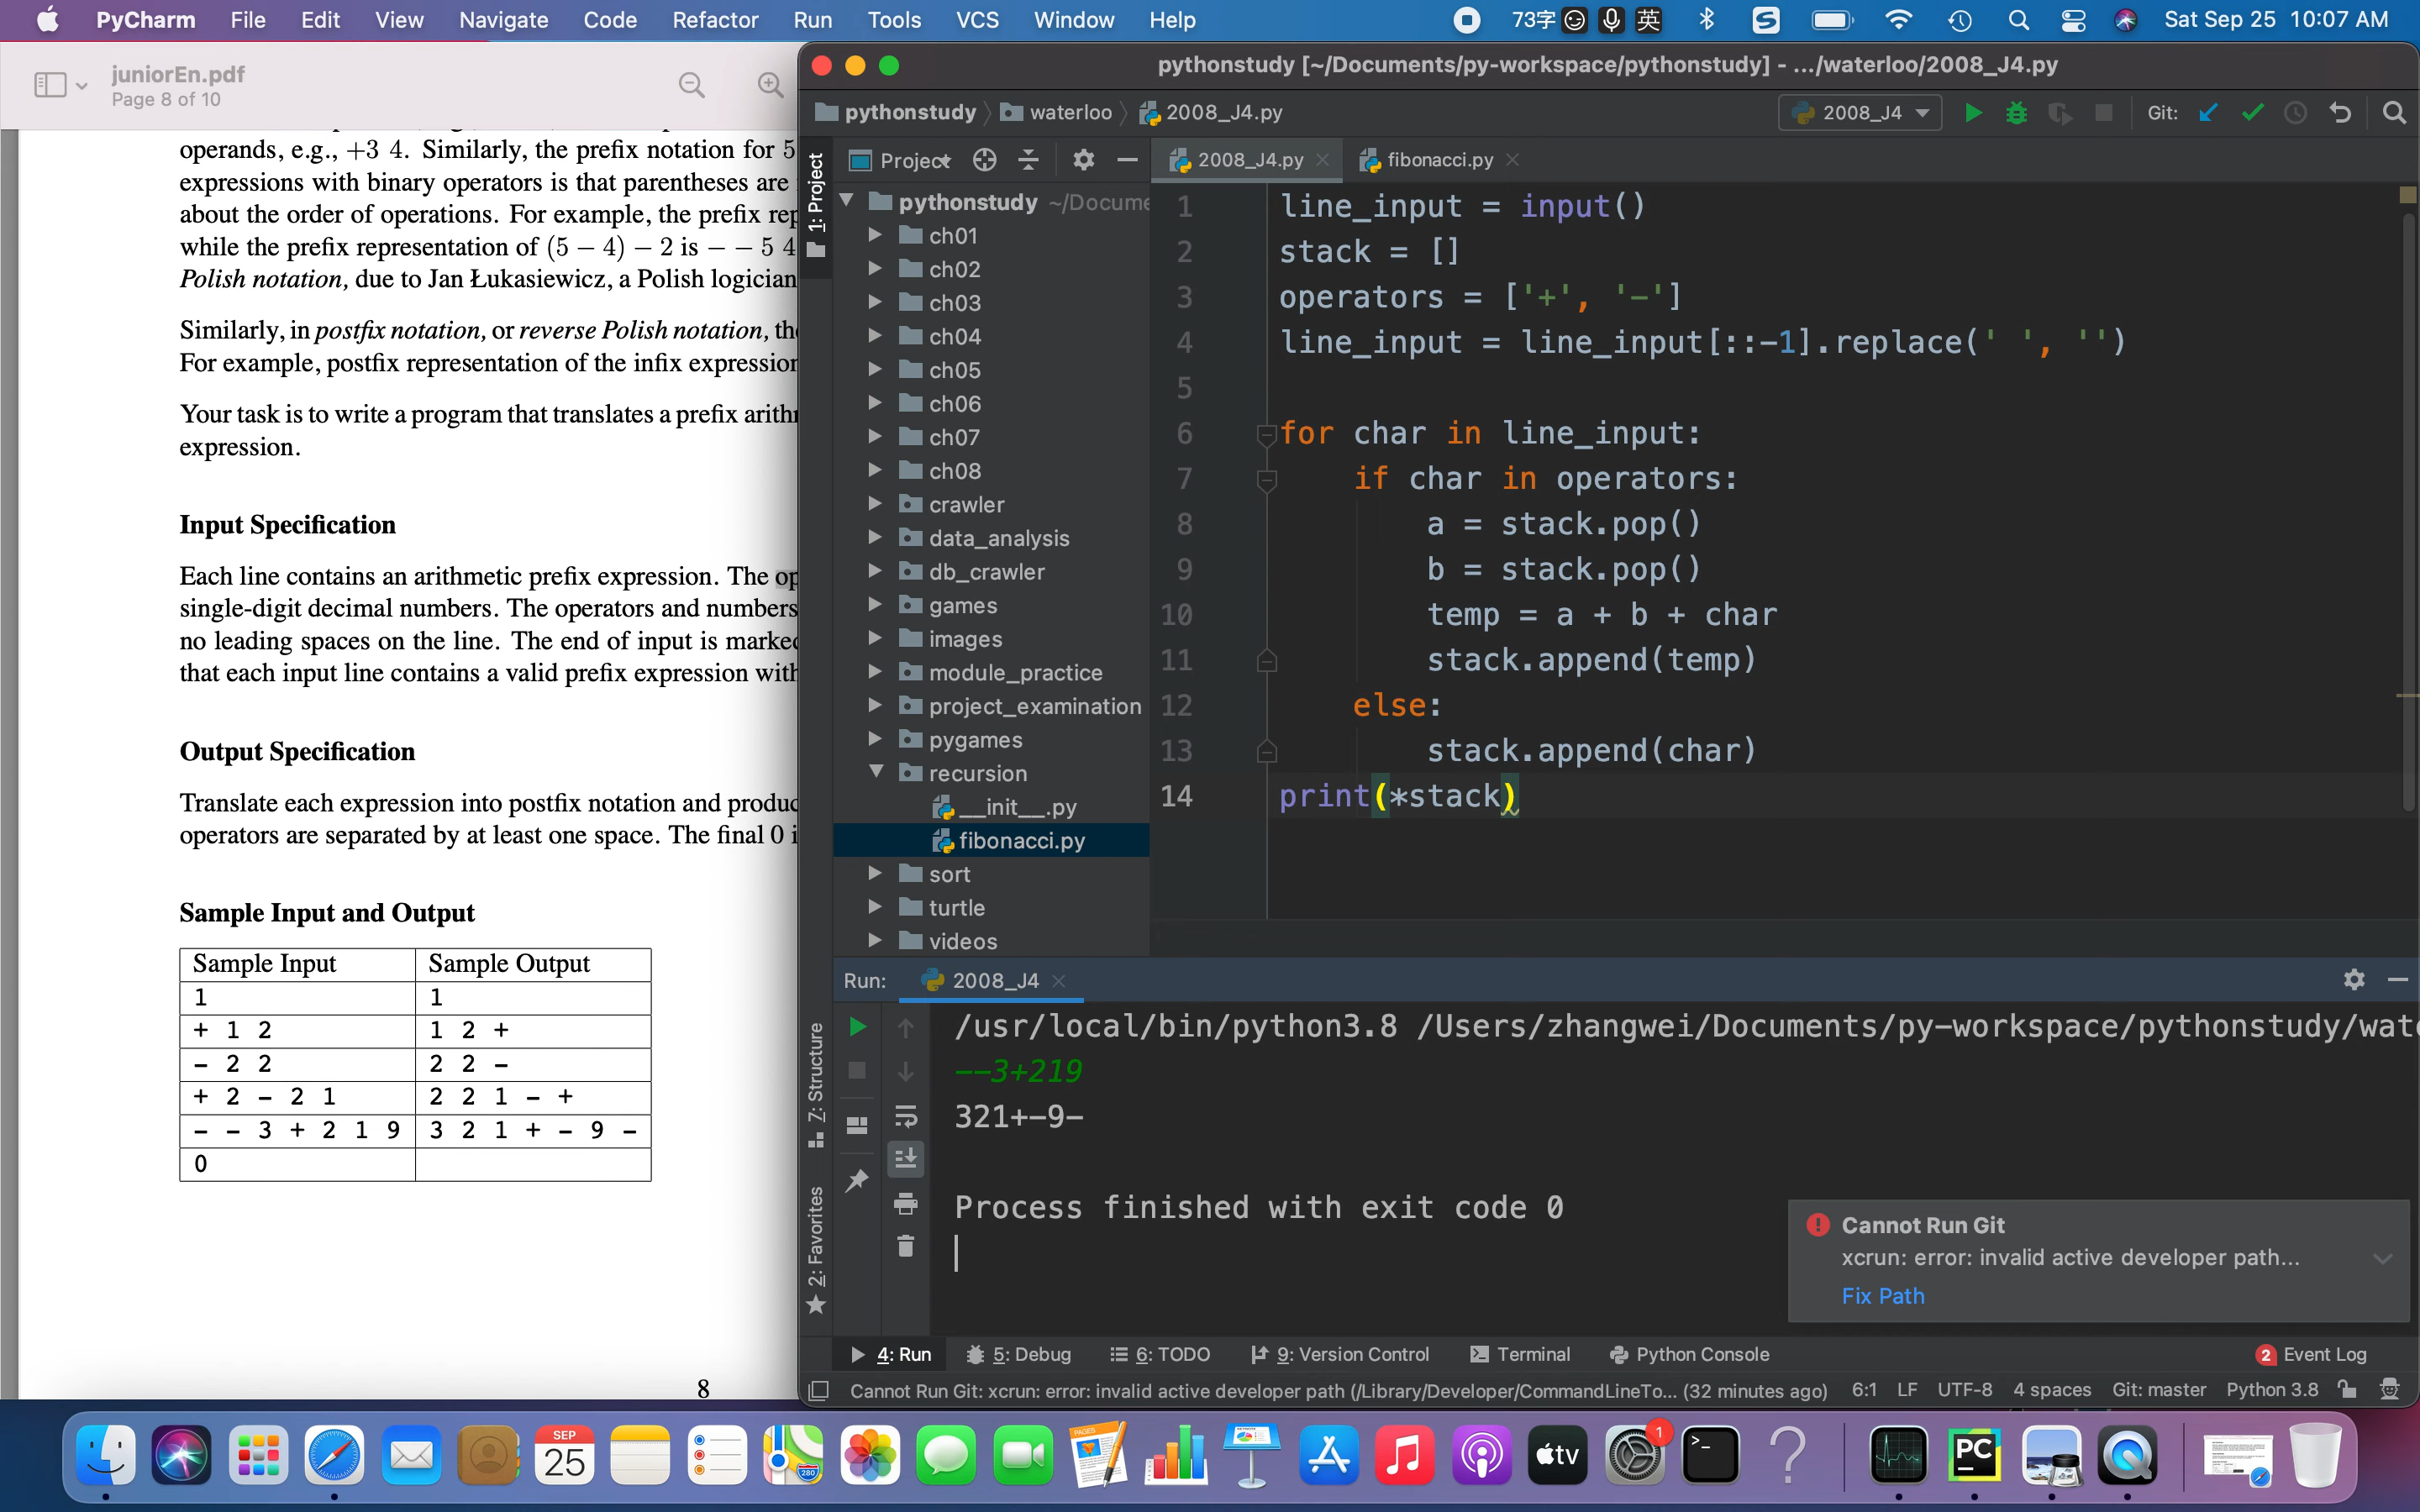 PyCharm File Edit View Navigate Code Refactor Run Tools VCS Window Help 73字 英 Sat Sep 25 10:07 AM
juniorEn.pdf
Page 8 of 10
operands, e.g., +3 4. Similarly, the prefix notation for 5
expressions with binary operators is that parentheses are
about the order of operations. For example, the prefix rep
while the prefix representation of (5 − 4) − 2 is − − 5 4
Polish notation, due to Jan Łukasiewicz, a Polish logician
Similarly, in postfix notation, or reverse Polish notation, the
For example, postfix representation of the infix expression
Your task is to write a program that translates a prefix arith
expression.
Input Specification
Each line contains an arithmetic prefix expression. The op
single-digit decimal numbers. The operators and numbers
no leading spaces on the line. The end of input is marked
that each input line contains a valid prefix expression with
Output Specification
Translate each expression into postfix notation and produc
operators are separated by at least one space. The final 0 i
Sample Input and Output
Sample Input Sample Output
1 1
+ 1 2 1 2 +
- 2 2 2 2 -
+ 2 - 2 1 2 2 1 - +
- - 3 + 2 1 9 3 2 1 + - 9 -
0
8
pythonstudy [~/Documents/py-workspace/pythonstudy] - .../waterloo/2008_J4.py
pythonstudy waterloo 2008_J4.py 2008_J4 Git:
1: Project
Project
pythonstudy ~/Docume
ch01
ch02
ch03
ch04
ch05
ch06
ch07
ch08
crawler
data_analysis
db_crawler
games
images
module_practice
project_examination
pygames
recursion
__init__.py
fibonacci.py
sort
turtle
videos
2008_J4.py fibonacci.py
1 line_input = input()
2 stack = []
3 operators = ['+', '-']
4 line_input = line_input[::-1].replace(' ', '')
5
6 for char in line_input:
7 if char in operators:
8 a = stack.pop()
9 b = stack.pop()
10 temp = a + b + char
11 stack.append(temp)
12 else:
13 stack.append(char)
14 print(*stack)
Run: 2008_J4
7: Structure
2: Favorites
/usr/local/bin/python3.8 /Users/zhangwei/Documents/py-workspace/pythonstudy/wat
--3+219
321+-9-
Process finished with exit code 0
Cannot Run Git
xcrun: error: invalid active developer path...
Fix Path
4: Run 5: Debug 6: TODO 9: Version Control Terminal Python Console 2 Event Log
Cannot Run Git: xcrun: error: invalid active developer path (/Library/Developer/CommandLineTo... (32 minutes ago) 6:1 LF UTF-8 4 spaces Git: master Python 3.8
SEP
25
PAGES
280
tv
1
PC